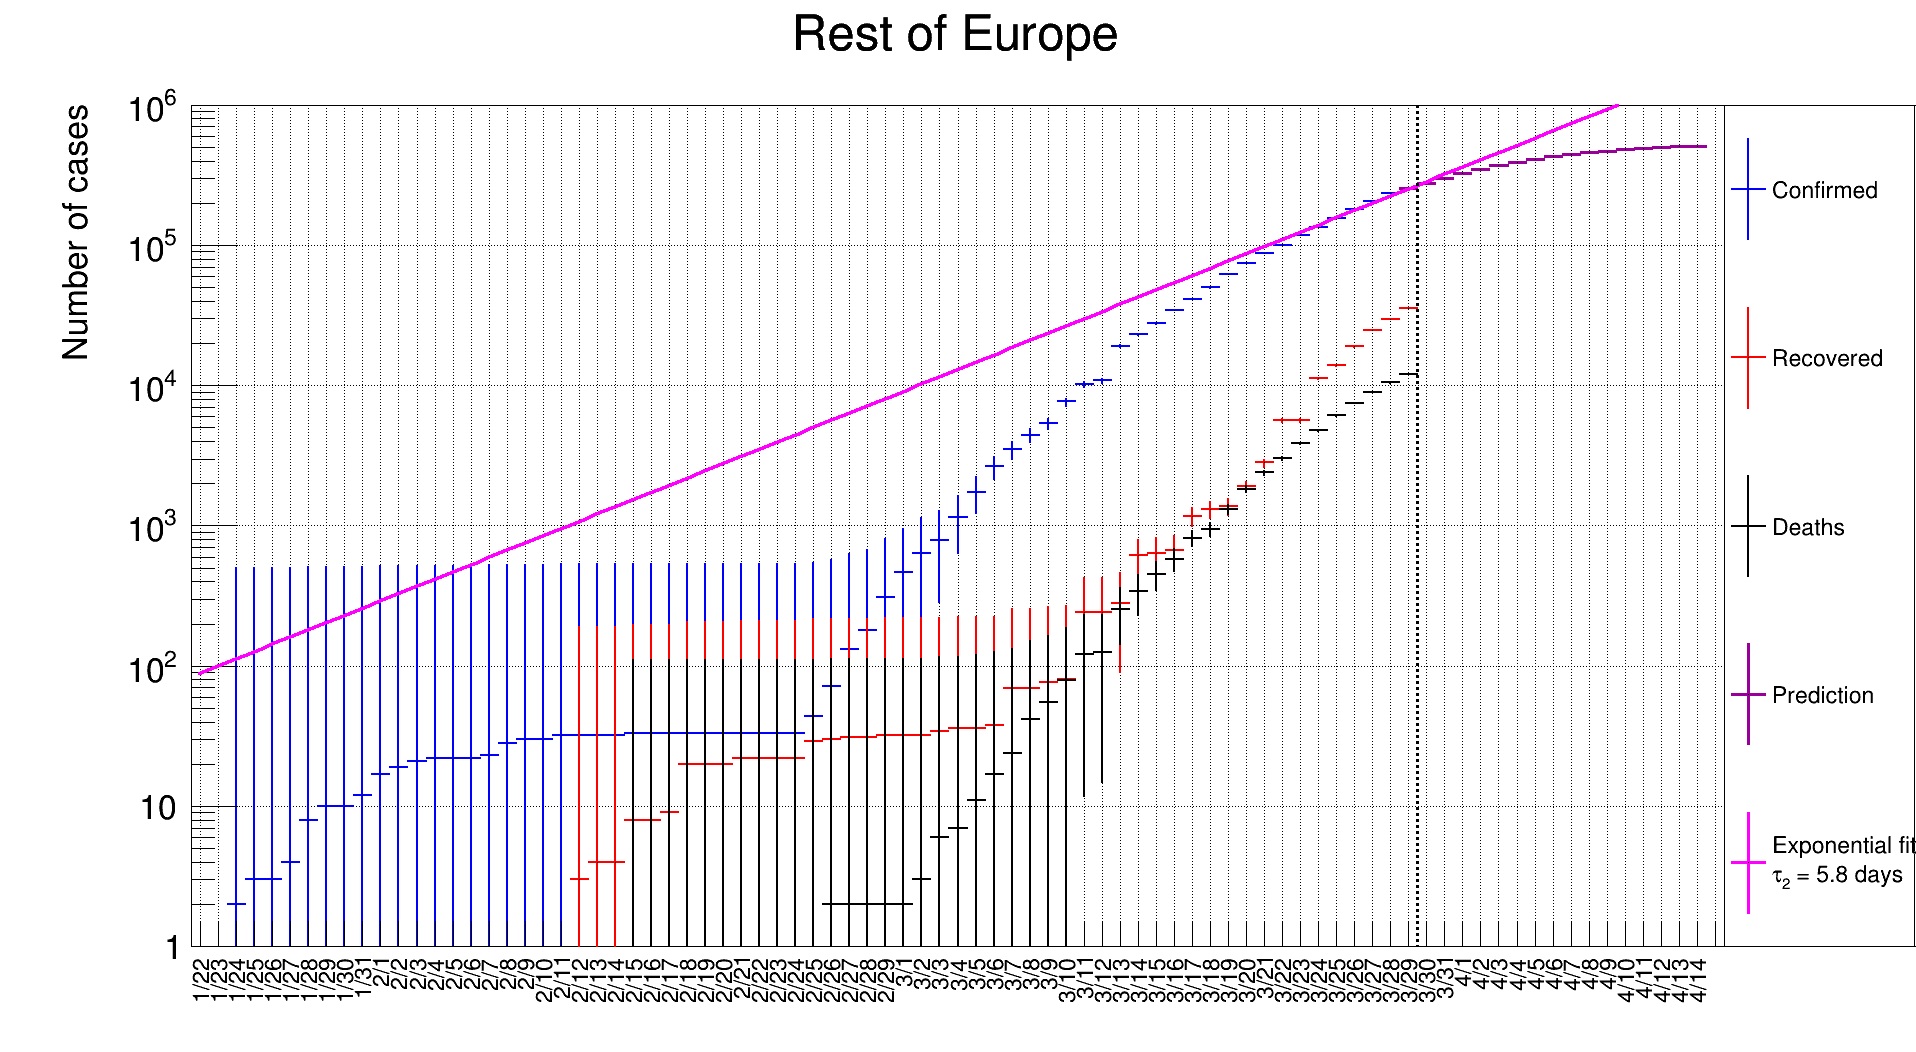 Rest of Europe
Number of cases
10^6
10^5
10^4
10^3
10^2
10
1
1/22 1/23 1/24 1/25 1/26 1/27 1/28 1/29 1/30 1/31 2/1 2/2 2/3 2/4 2/5 2/6 2/7 2/8 2/9 2/10 2/11 2/12 2/13 2/14 2/15 2/16 2/17 2/18 2/19 2/20 2/21 2/22 2/23 2/24 2/25 2/26 2/27 2/28 2/29 3/1 3/2 3/3 3/4 3/5 3/6 3/7 3/8 3/9 3/10 3/11 3/12 3/13 3/14 3/15 3/16 3/17 3/18 3/19 3/20 3/21 3/22 3/23 3/24 3/25 3/26 3/27 3/28 3/29 3/30 3/31 4/1 4/2 4/3 4/4 4/5 4/6 4/7 4/8 4/9 4/10 4/11 4/12 4/13 4/14
Confirmed
Recovered
Deaths
Prediction
Exponential fit
τ₂ = 5.8 days